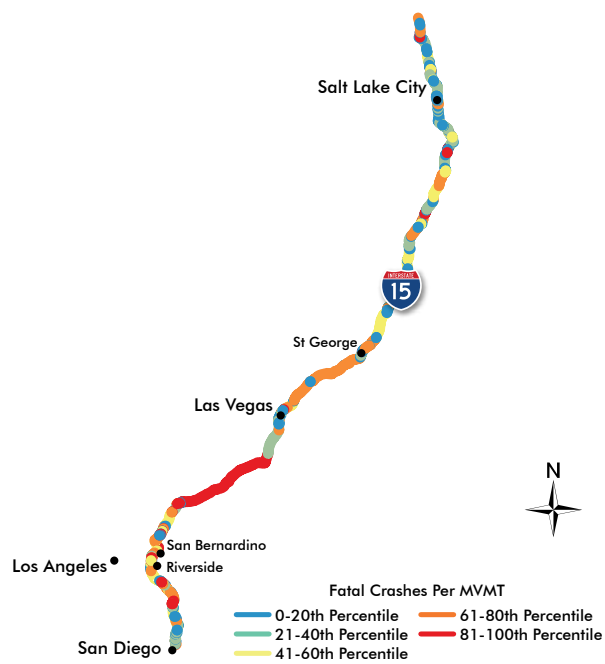 Salt Lake City
INTERSTATE
15
St George
Las Vegas
N
San Bernardino
Los Angeles
Riverside
San Diego
Fatal Crashes Per MVMT
0-20th Percentile
21-40th Percentile
41-60th Percentile
61-80th Percentile
81-100th Percentile